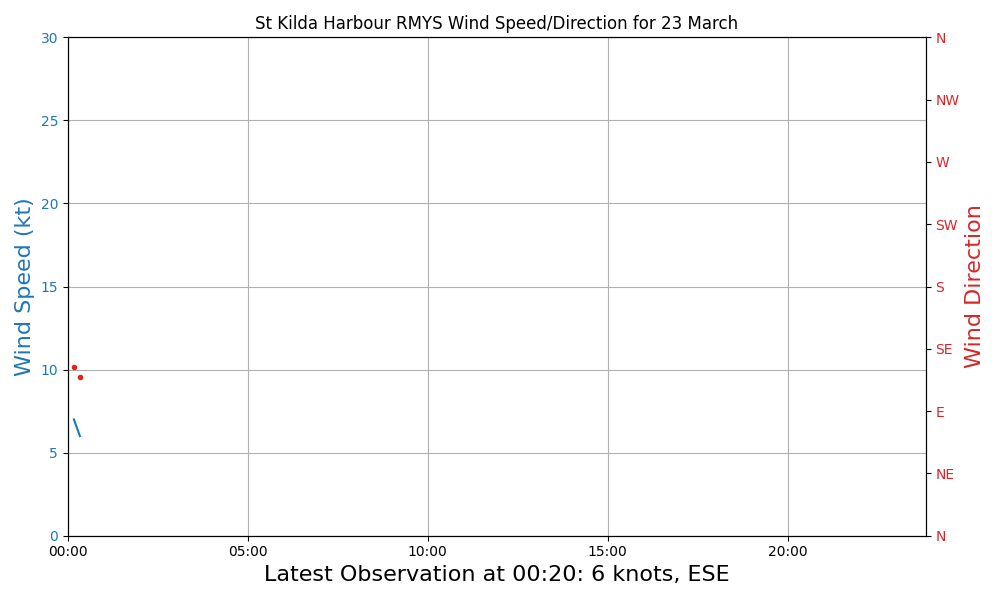 St Kilda Harbour RMYS Wind Speed/Direction for 23 March
Wind Speed (kt)
30
25
20
15
10
5
0
00:00
05:00
10:00
15:00
20:00
N
NW
W
SW
S
SE
E
NE
N
Wind Direction
Latest Observation at 00:20: 6 knots, ESE